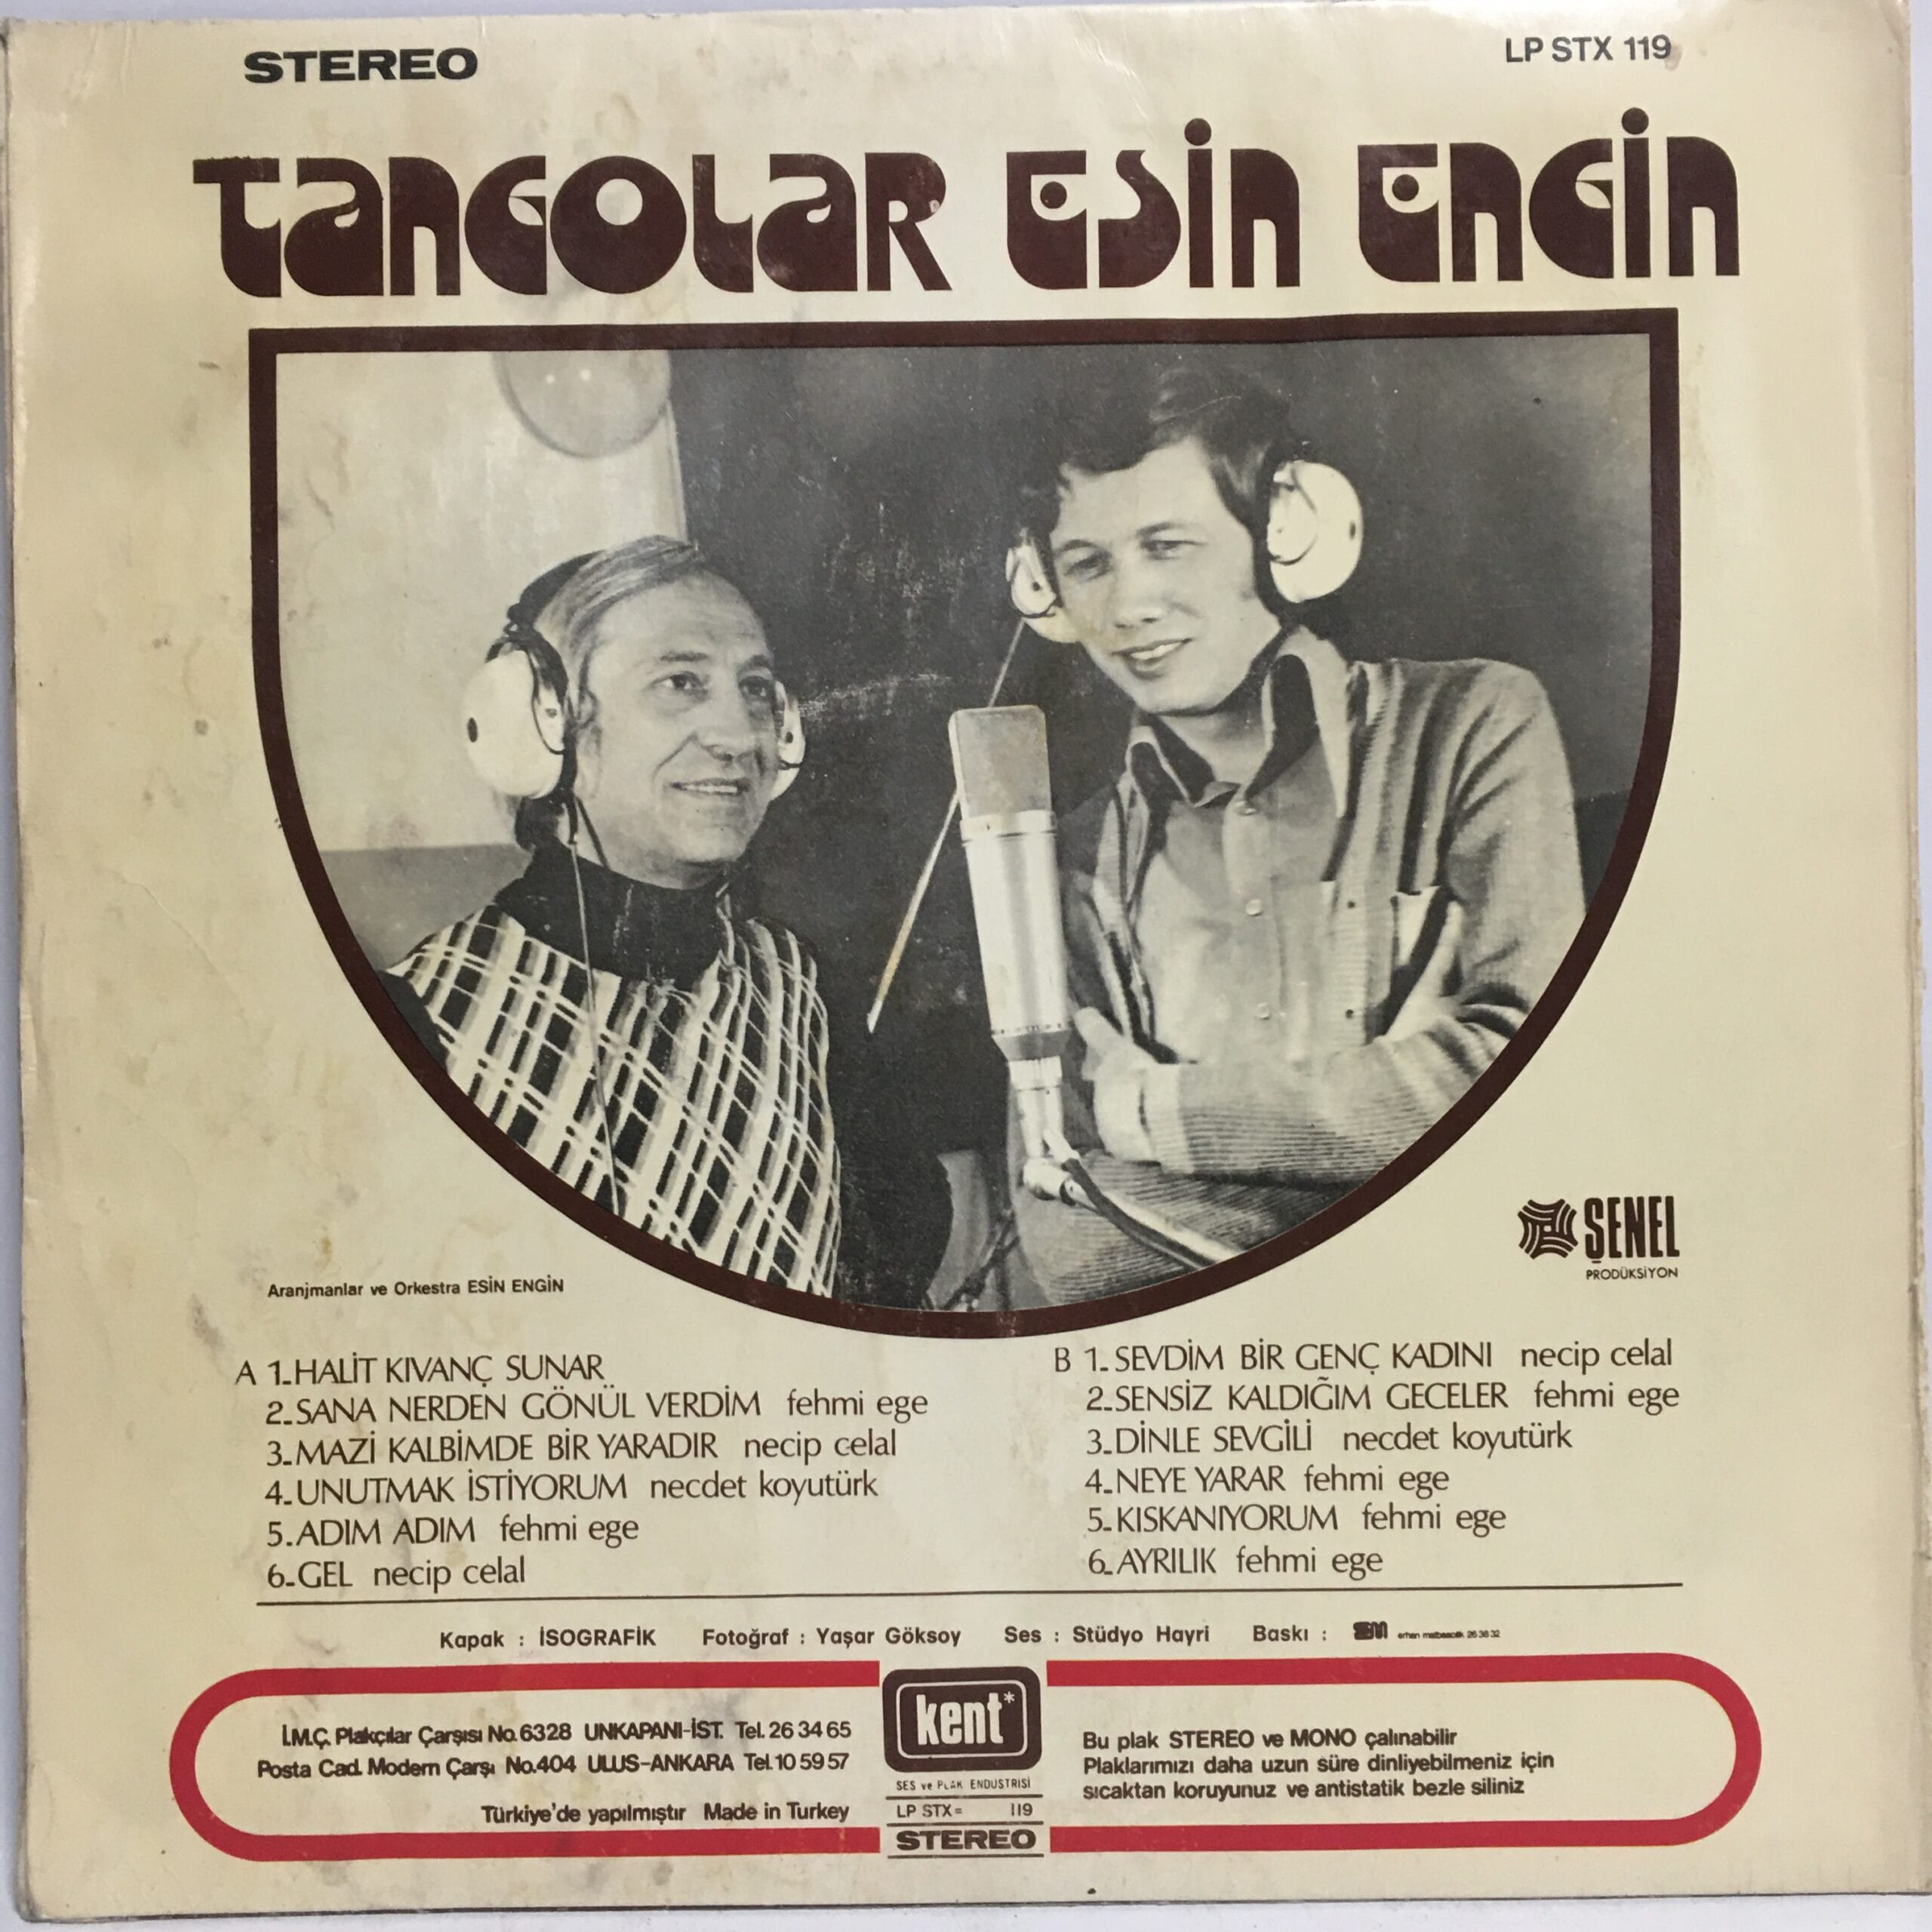 STEREO
LP STX 119
TANGOLAR ESİN ENGİN
ŞENEL
PRODÜKSİYON
Aranjmanlar ve Orkestra ESİN ENGİN
A 1.HALİT KIVANÇ SUNAR
2.SANA NERDEN GÖNÜL VERDİM fehmi ege
3.MAZİ KALBİMDE BİR YARADIR necip celal
4.UNUTMAK İSTİYORUM necdet koyutürk
5.ADIM ADIM fehmi ege
6.GEL necip celal
B 1.SEVDİM BİR GENÇ KADINI necip celal
2.SENSİZ KALDIĞIM GECELER fehmi ege
3.DİNLE SEVGİLİ necdet koyutürk
4.NEYE YARAR fehmi ege
5.KISKANIYORUM fehmi ege
6.AYRILIK fehmi ege
Kapak : İSOGRAFİK Fotoğraf : Yaşar Göksoy Ses : Stüdyo Hayri Baskı : erhan matbaacılık 26 36 32
İ.M.Ç. Plakçılar Çarşısı No.6328 UNKAPANI-İST. Tel. 26 34 65
Posta Cad. Modern Çarşı No.404 ULUS-ANKARA Tel.10 59 57
Türkiye'de yapılmıştır Made in Turkey
kent*
SES ve PLAK ENDUSTRİSİ
LP STX= 119
STEREO
Bu plak STEREO ve MONO çalınabilir
Plaklarımızı daha uzun süre dinliyebilmeniz için
sıcaktan koruyunuz ve antistatik bezle siliniz